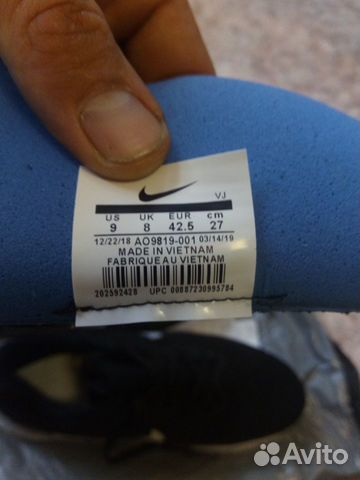 VJ
US UK EUR cm
9 8 42.5 27
12/22/18 AO9819-001 03/14/19
MADE IN VIETNAM
FABRIQUE AU VIETNAM
202592428 UPC 00887230995784
Avito